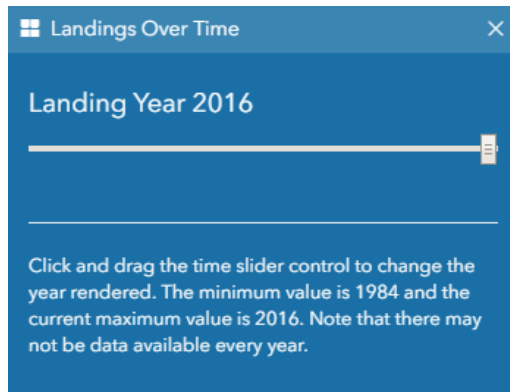 Landings Over Time
Landing Year 2016
Click and drag the time slider control to change the
year rendered. The minimum value is 1984 and the
current maximum value is 2016. Note that there may
not be data available every year.